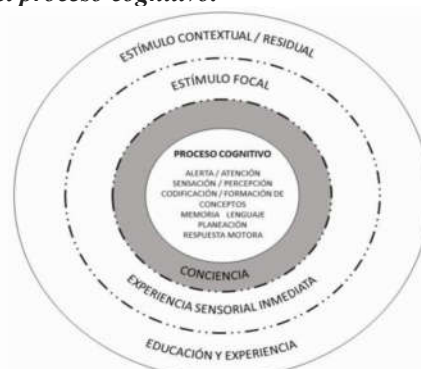 el proceso cognitivo.
ESTÍMULO CONTEXTUAL / RESIDUAL
ESTÍMULO FOCAL
PROCESO COGNITIVO
ALERTA / ATENCIÓN
SENSACIÓN / PERCEPCIÓN
CODIFICACIÓN / FORMACIÓN DE
CONCEPTOS
MEMORIA LENGUAJE
PLANEACIÓN
RESPUESTA MOTORA
CONCIENCIA
EXPERIENCIA SENSORIAL INMEDIATA
EDUCACIÓN Y EXPERIENCIA